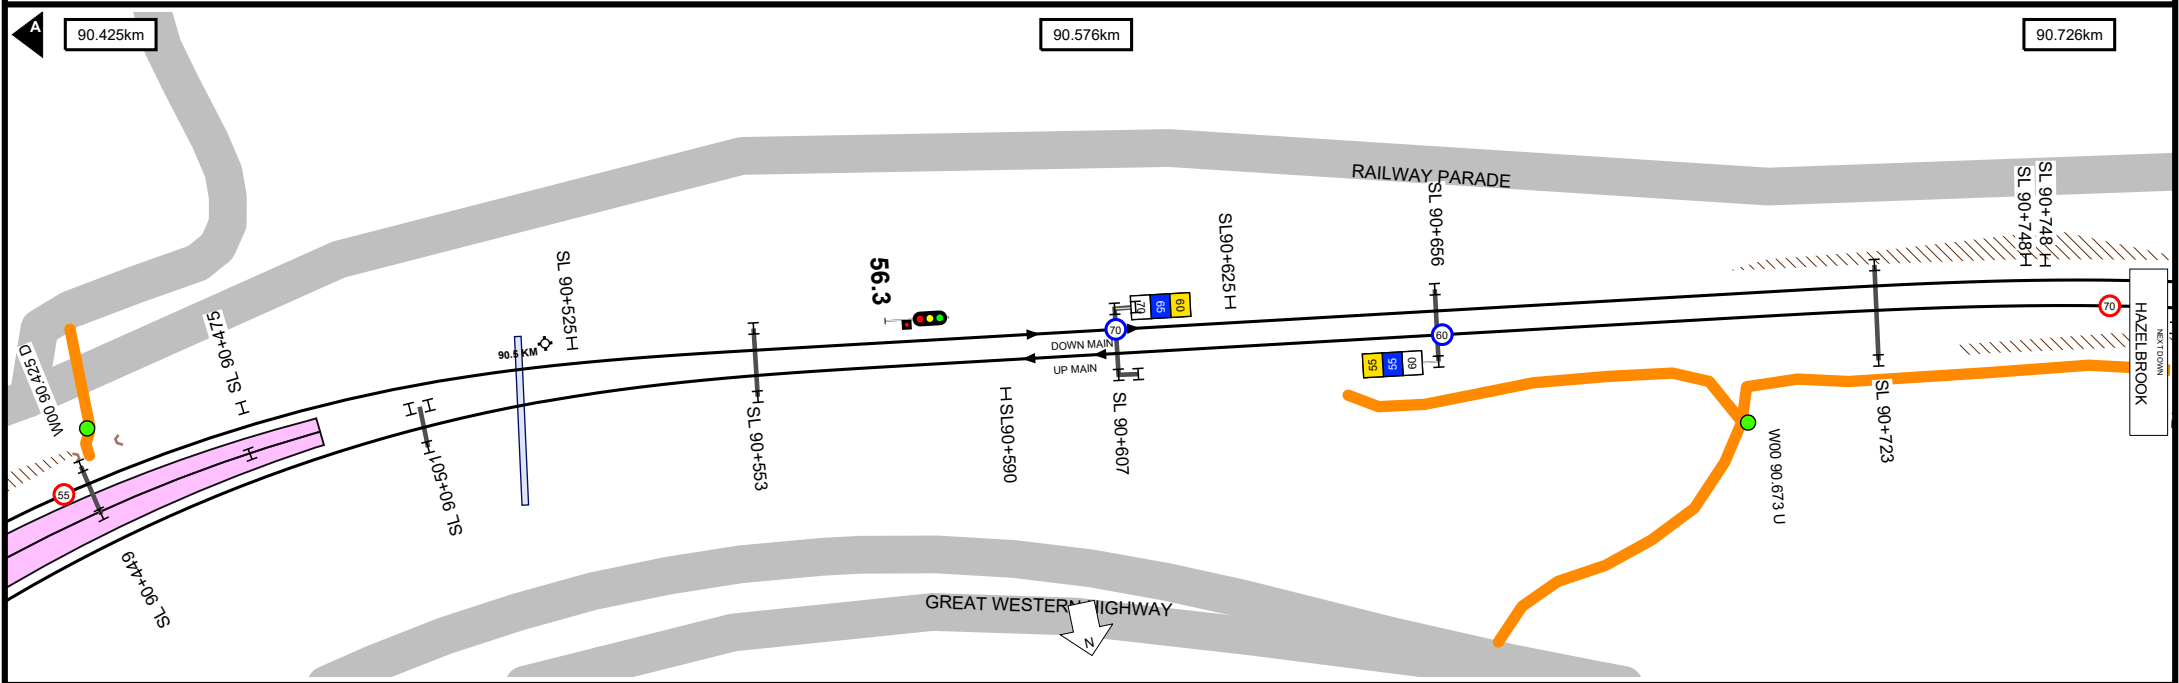 A
90.425km
90.576km
90.726km
RAILWAY PARADE
SL 90+748
SL 90+748
SL 90+656
SL90+625
SL 90+525
56.3
90.5 KM
70
65
60
70
DOWN MAIN
UP MAIN
60
55
55
60
70
HAZELBROOK
NEXT DOWN
W00 90.425 D
SL 90+475
55
SL 90+449
SL 90+501
SL 90+553
SL90+590
SL 90+607
W00 90.673 U
SL 90+723
GREAT WESTERN HIGHWAY
N